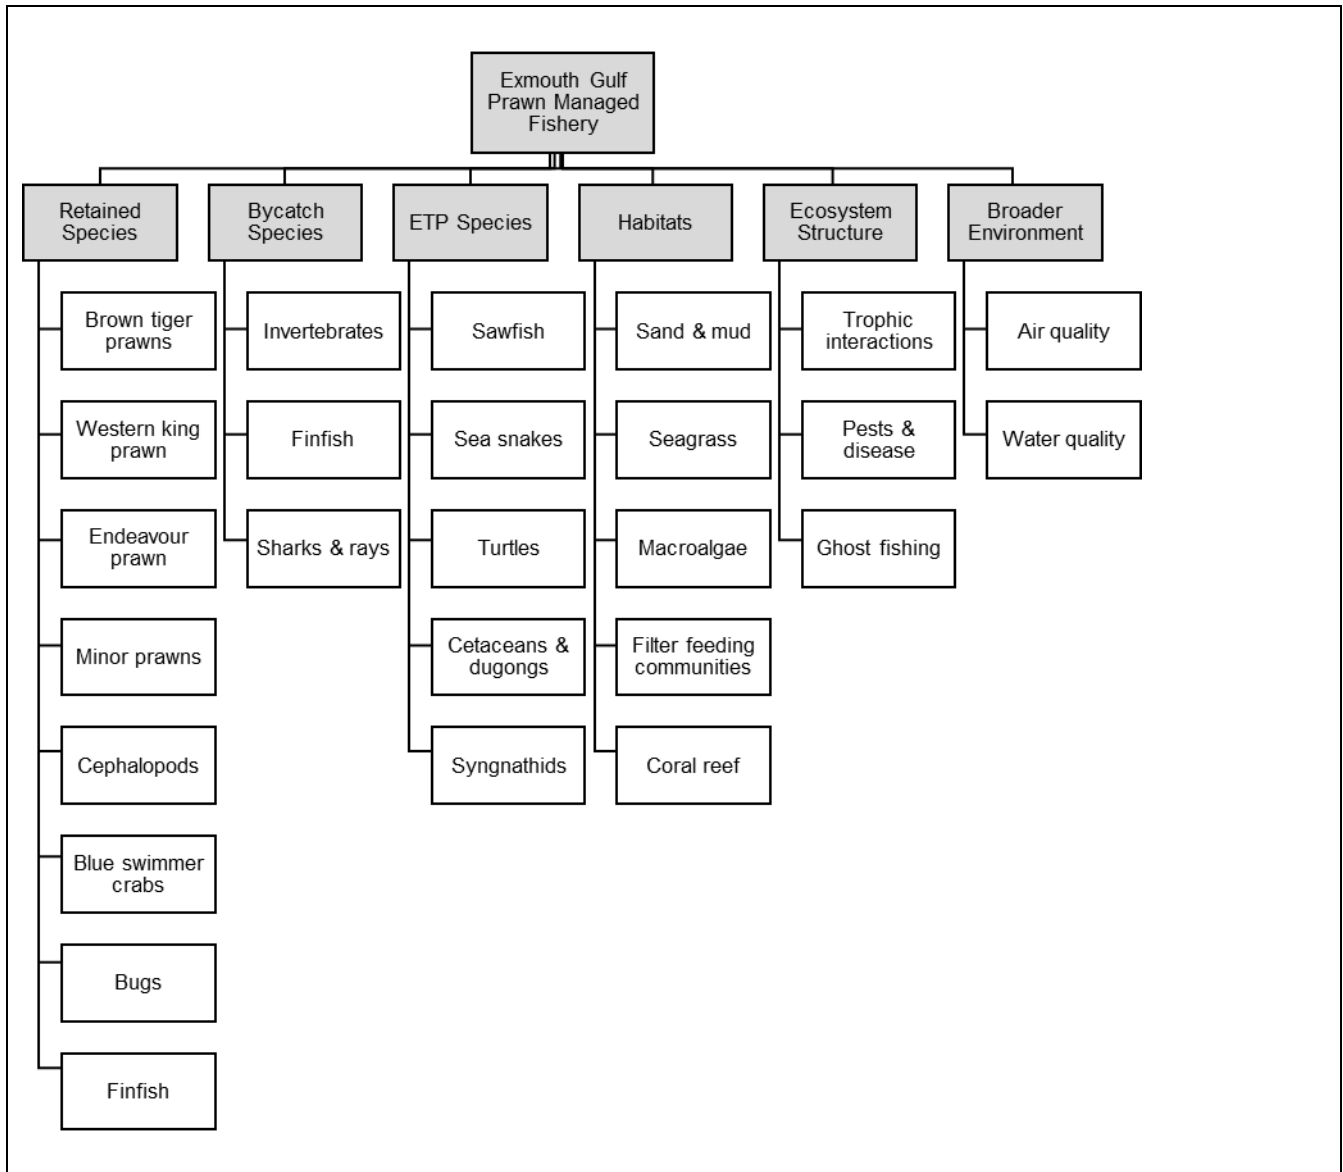 Exmouth Gulf
Prawn Managed
Fishery
Retained
Species
Bycatch
Species
ETP Species
Habitats
Ecosystem
Structure
Broader
Environment
Brown tiger
prawns
Western king
prawn
Endeavour
prawn
Minor prawns
Cephalopods
Blue swimmer
crabs
Bugs
Finfish
Invertebrates
Finfish
Sharks & rays
Sawfish
Sea snakes
Turtles
Cetaceans &
dugongs
Syngnathids
Sand & mud
Seagrass
Macroalgae
Filter feeding
communities
Coral reef
Trophic
interactions
Pests &
disease
Ghost fishing
Air quality
Water quality